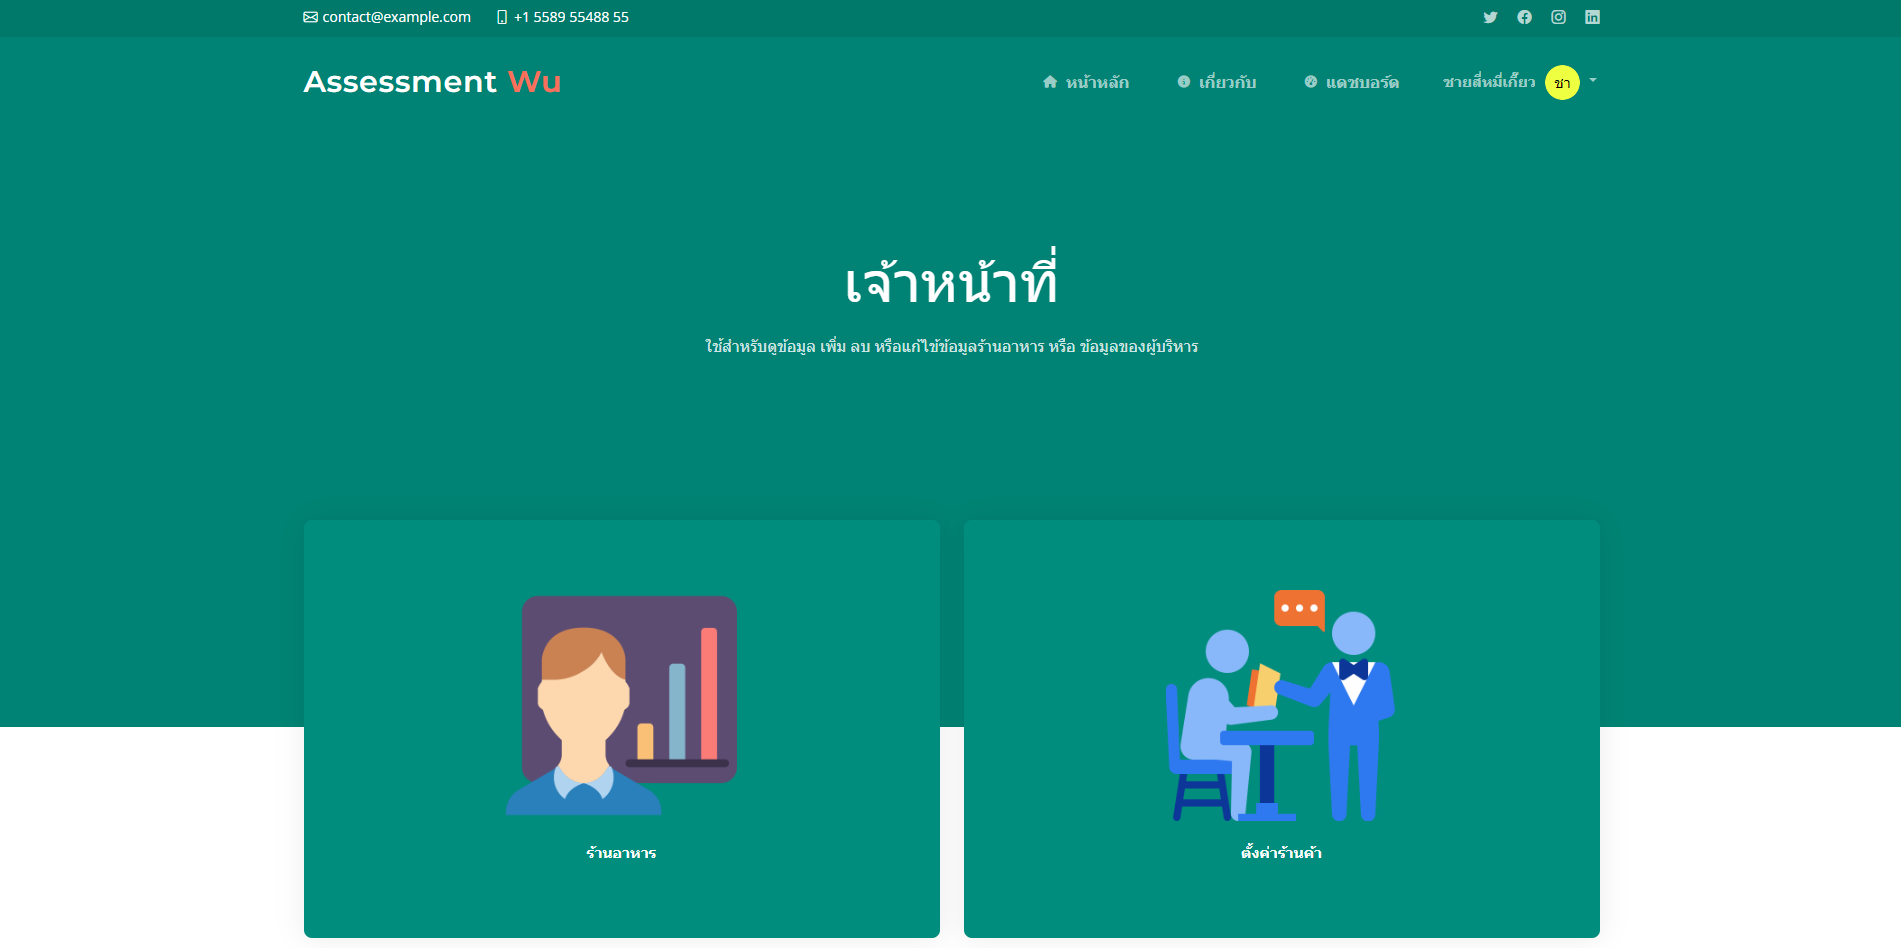 contact@example.com +1 5589 55488 55
Assessment Wu
หน้าหลัก เกี่ยวกับ แดชบอร์ด ชายสี่หมี่เกี๊ยว ชา
เจ้าหน้าที่
ใช้สำหรับดูข้อมูล เพิ่ม ลบ หรือแก้ไข้ข้อมูลร้านอาหาร หรือ ข้อมูลของผู้บริหาร
ร้านอาหาร
ตั้งค่าร้านค้า